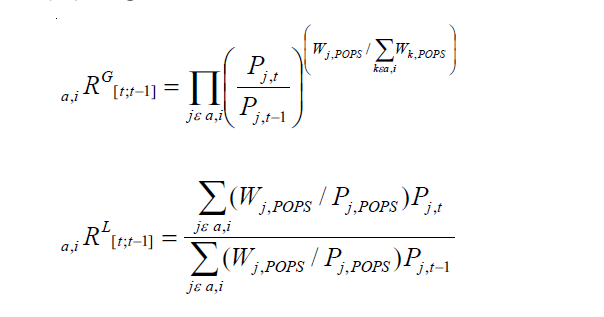 a,i R^G [t;t−1] = ∏ j ε a,i ( P j,t / P j,t−1 ) ^ ( W j,POPS / ∑ kεa,i W k,POPS )
a,i R^L [t;t−1] = ∑ j ε a,i (W j,POPS / P j,POPS )P j,t / ∑ j ε a,i (W j,POPS / P j,POPS )P j,t−1